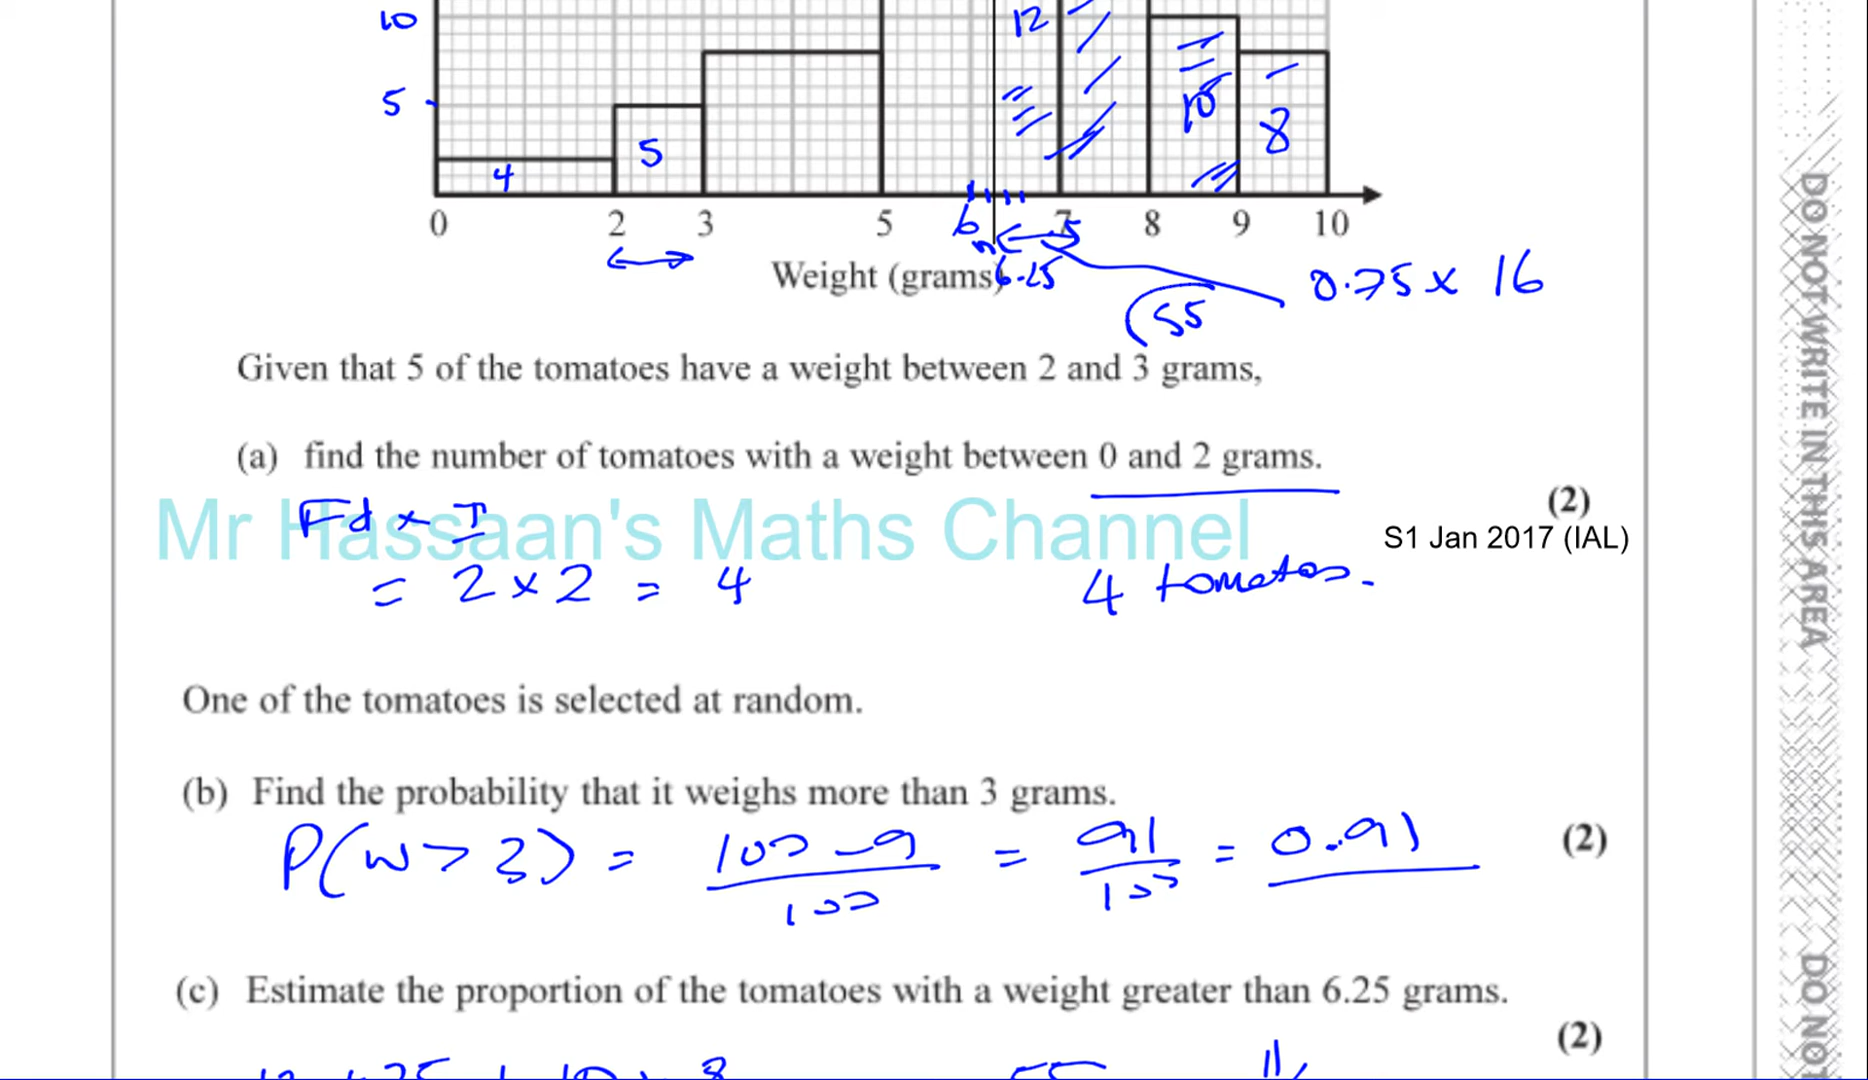 10
12
5
10
8
5
4
0 2 3 5 6 7 8 9 10
Weight (grams)
6.25
0.75 x 16
55
Given that 5 of the tomatoes have a weight between 2 and 3 grams,
(a) find the number of tomatoes with a weight between 0 and 2 grams.
(2)
Mr Hassaan's Maths Channel
Fd x I
S1 Jan 2017 (IAL)
= 2 x 2 = 4
4 tomatos.
One of the tomatoes is selected at random.
(b) Find the probability that it weighs more than 3 grams.
P(w > 3) = 100 - 9 / 100 = 91 / 100 = 0.91
(2)
(c) Estimate the proportion of the tomatoes with a weight greater than 6.25 grams.
(2)
DO NOT WRITE IN THIS AREA
DO NO